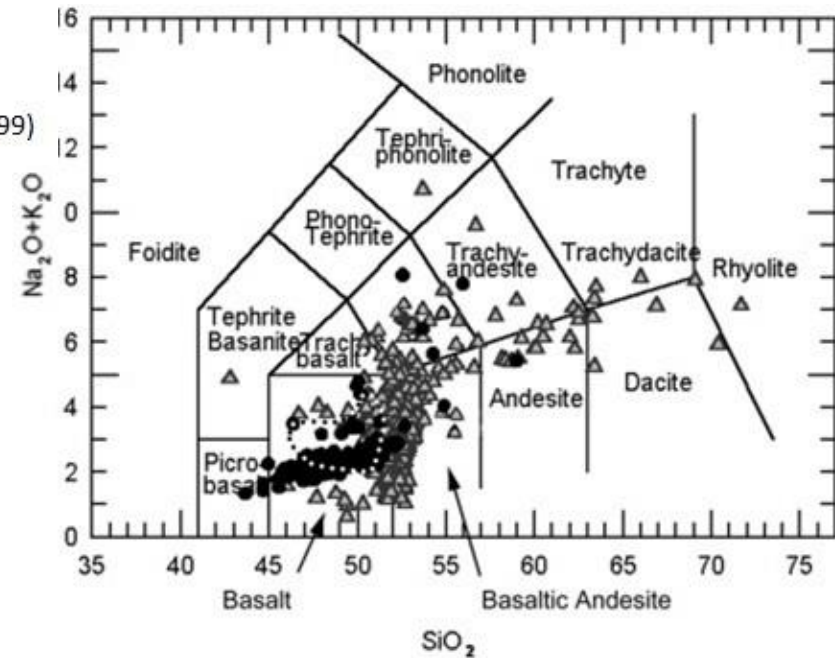 99)
Na₂O+K₂O
16
14
12
10
8
6
4
2
0
Phonolite
Tephri-
phonolite
Trachyte
Phono-
Tephrite
Foidite
Trachy-
andesite
Trachydacite
Rhyolite
Tephrite
Basanite
Trachy
basalt
Andesite
Dacite
Picro
basalt
35 40 45 50 55 60 65 70 75
Basalt
Basaltic Andesite
SiO₂